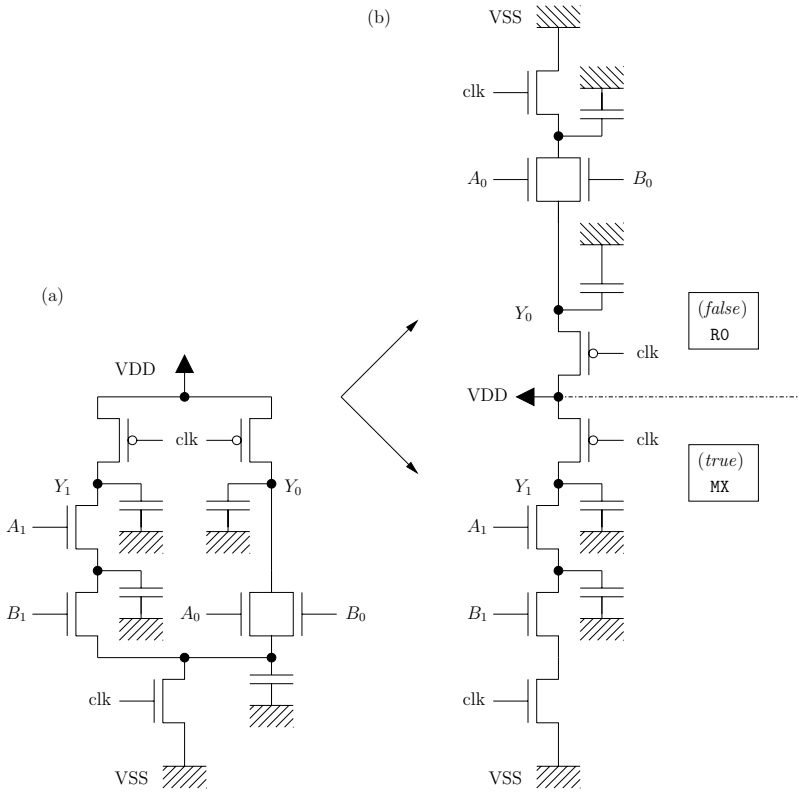 (a)
VDD
clk
Y₁
Y₀
A₁
B₁
A₀
B₀
clk
VSS
(b)
VSS
clk
A₀
B₀
Y₀
clk
(false)
RO
VDD
clk
(true)
MX
Y₁
A₁
B₁
clk
VSS